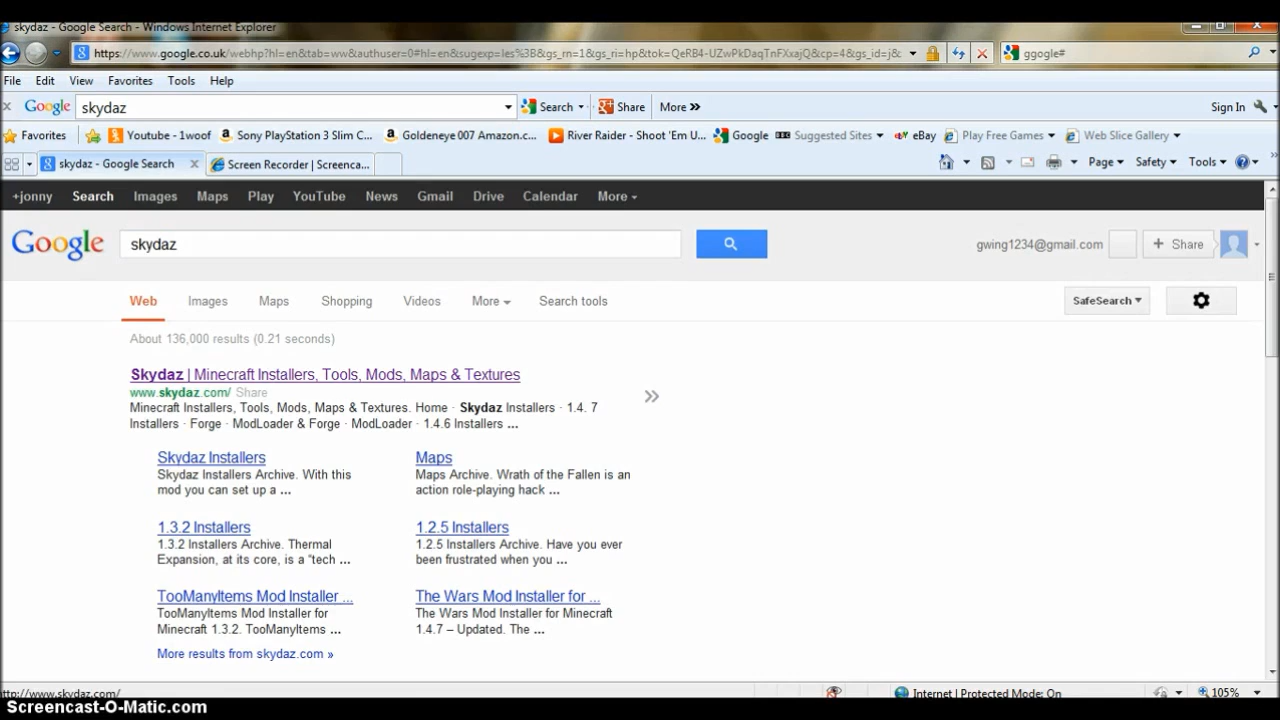 skydaz - Google Search - Windows Internet Explorer
https://www.google.co.uk/webhp?hl=en&tab=ww&authuser=0#hl=en&sugexp=les%3B&gs_rn=1&gs_ri=hp&tok=QeRB4-UZwPkDaqTnFXxajQ&cp=4&gs_id=j& ggogle#
File Edit View Favorites Tools Help
Google skydaz Search Share More » Sign In
Favorites Youtube - 1woof Sony PlayStation 3 Slim C... Goldeneye 007 Amazon.c... River Raider - Shoot 'Em U... Google Suggested Sites eBay Play Free Games Web Slice Gallery
skydaz - Google Search Screen Recorder | Screenca... Page Safety Tools
+jonny Search Images Maps Play YouTube News Gmail Drive Calendar More
Google skydaz gwing1234@gmail.com + Share
Web Images Maps Shopping Videos More Search tools SafeSearch
About 136,000 results (0.21 seconds)
Skydaz | Minecraft Installers, Tools, Mods, Maps & Textures
www.skydaz.com/ Share
Minecraft Installers, Tools, Mods, Maps & Textures. Home · Skydaz Installers · 1.4. 7
Installers · Forge · ModLoader & Forge · ModLoader · 1.4.6 Installers ...
Skydaz Installers
Skydaz Installers Archive. With this
mod you can set up a ...
Maps
Maps Archive. Wrath of the Fallen is an
action role-playing hack ...
1.3.2 Installers
1.3.2 Installers Archive. Thermal
Expansion, at its core, is a "tech ...
1.2.5 Installers
1.2.5 Installers Archive. Have you ever
been frustrated when you ...
TooManyItems Mod Installer ...
TooManyItems Mod Installer for
Minecraft 1.3.2. TooManyItems ...
The Wars Mod Installer for ...
The Wars Mod Installer for Minecraft
1.4.7 – Updated. The ...
More results from skydaz.com »
http://www.skydaz.com/ Internet | Protected Mode: On 105%
Screencast-O-Matic.com